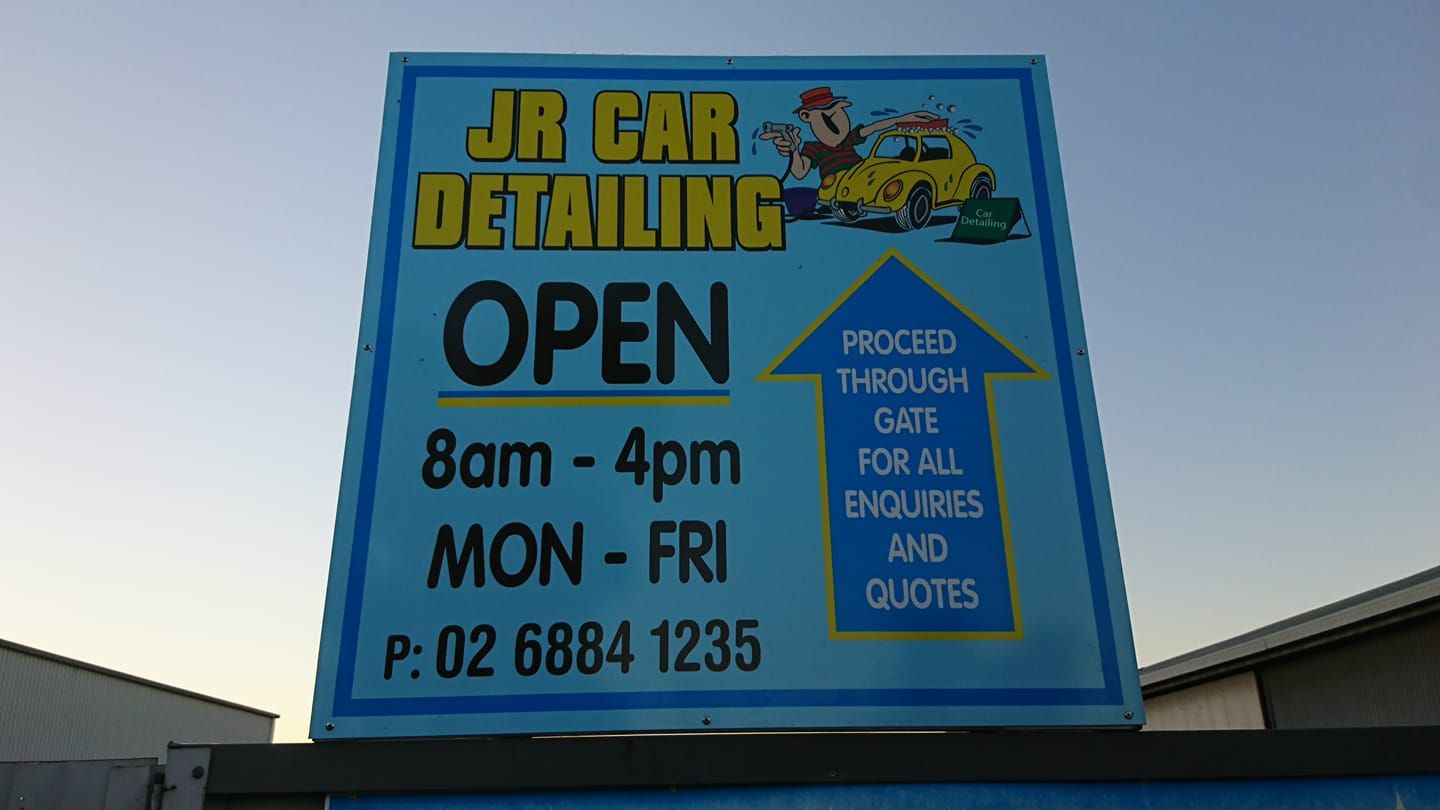 JR CAR
DETAILING
Car
Detailing
OPEN
8am - 4pm
MON - FRI
P: 02 6884 1235
PROCEED
THROUGH
GATE
FOR ALL
ENQUIRIES
AND
QUOTES